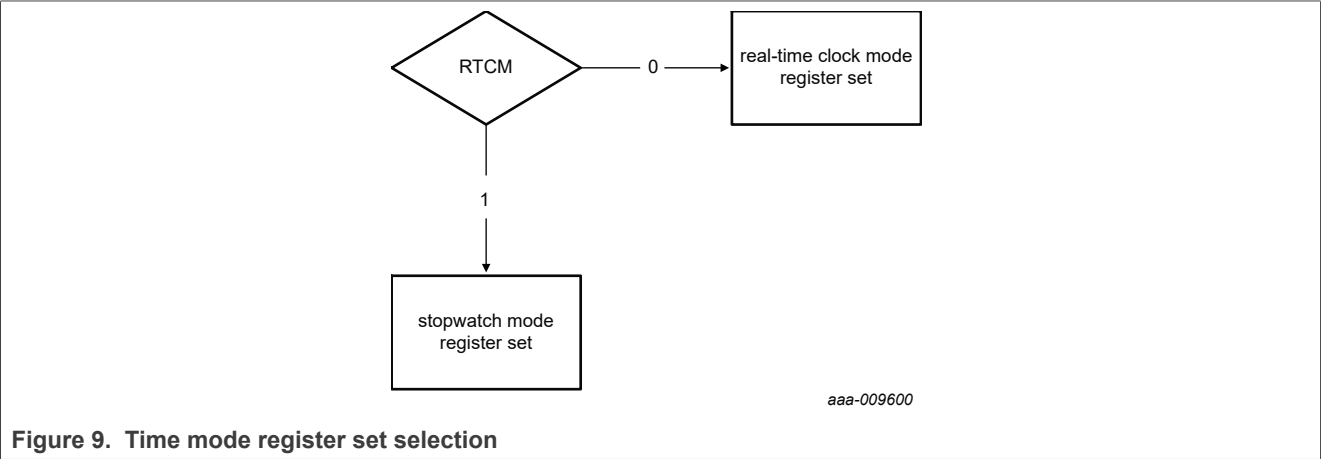 RTCM
0
real-time clock mode
register set
1
stopwatch mode
register set
aaa-009600
Figure 9. Time mode register set selection